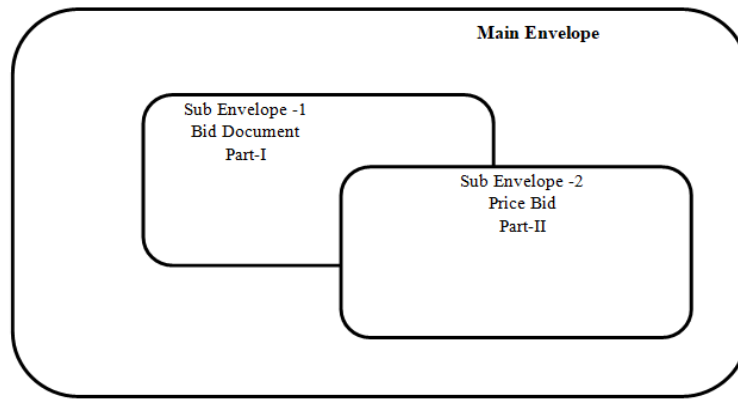 Main Envelope
Sub Envelope -1
Bid Document
Part-I
Sub Envelope -2
Price Bid
Part-II